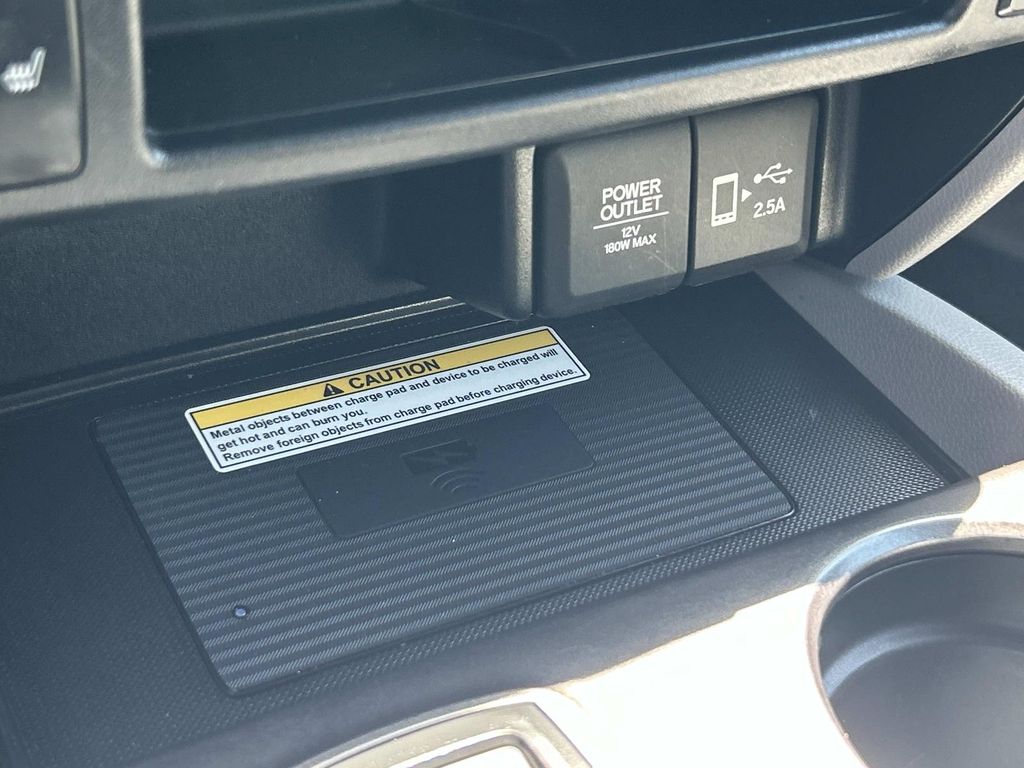 POWER
OUTLET
12V
180W MAX
2.5A
CAUTION
Metal objects between charge pad and device to be charged will
get hot and can burn you.
Remove foreign objects from charge pad before charging device.